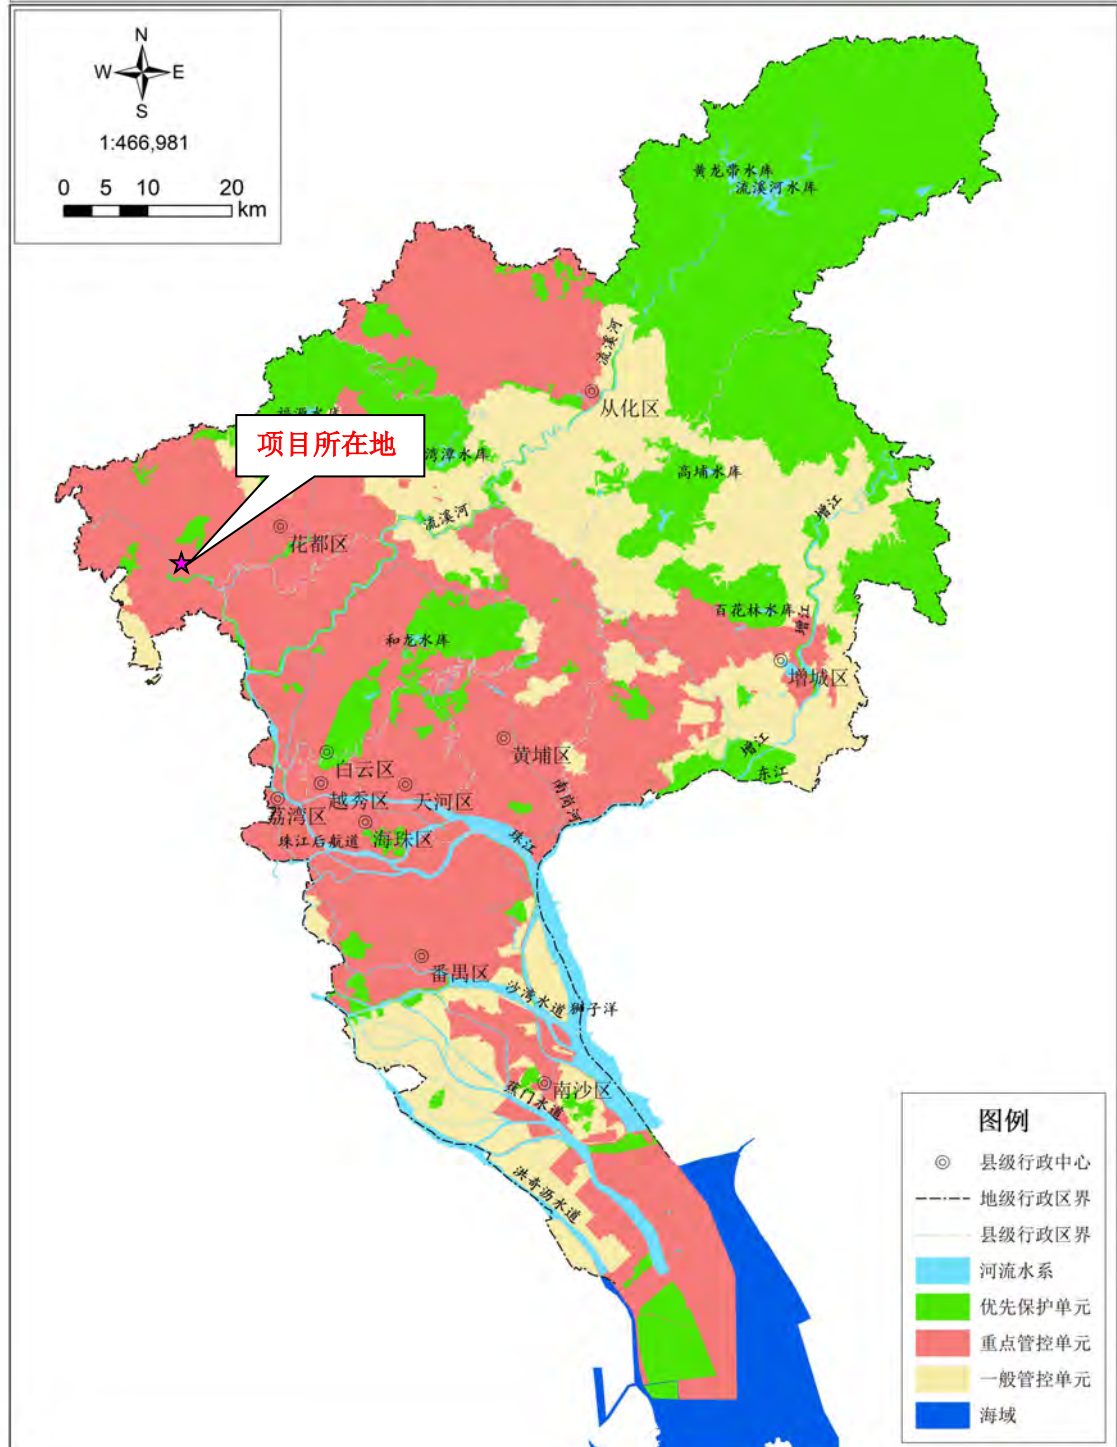 N
W E
S
1:466,981
0 5 10 20
km
黄龙带水库
流溪河水库
流溪河
从化区
项目所在地
湾潭水库
高埔水库
增江
流溪河
花都区
百花林水库
增江
和龙水库
增城区
黄埔区
增江
东江
白云区
南岗河
越秀区
天河区
荔湾区
海珠区
珠江
珠江后航道
番禺区
沙湾水道
狮子洋
南沙区
蕉门水道
洪奇沥水道
图例
县级行政中心
地级行政区界
县级行政区界
河流水系
优先保护单元
重点管控单元
一般管控单元
海域